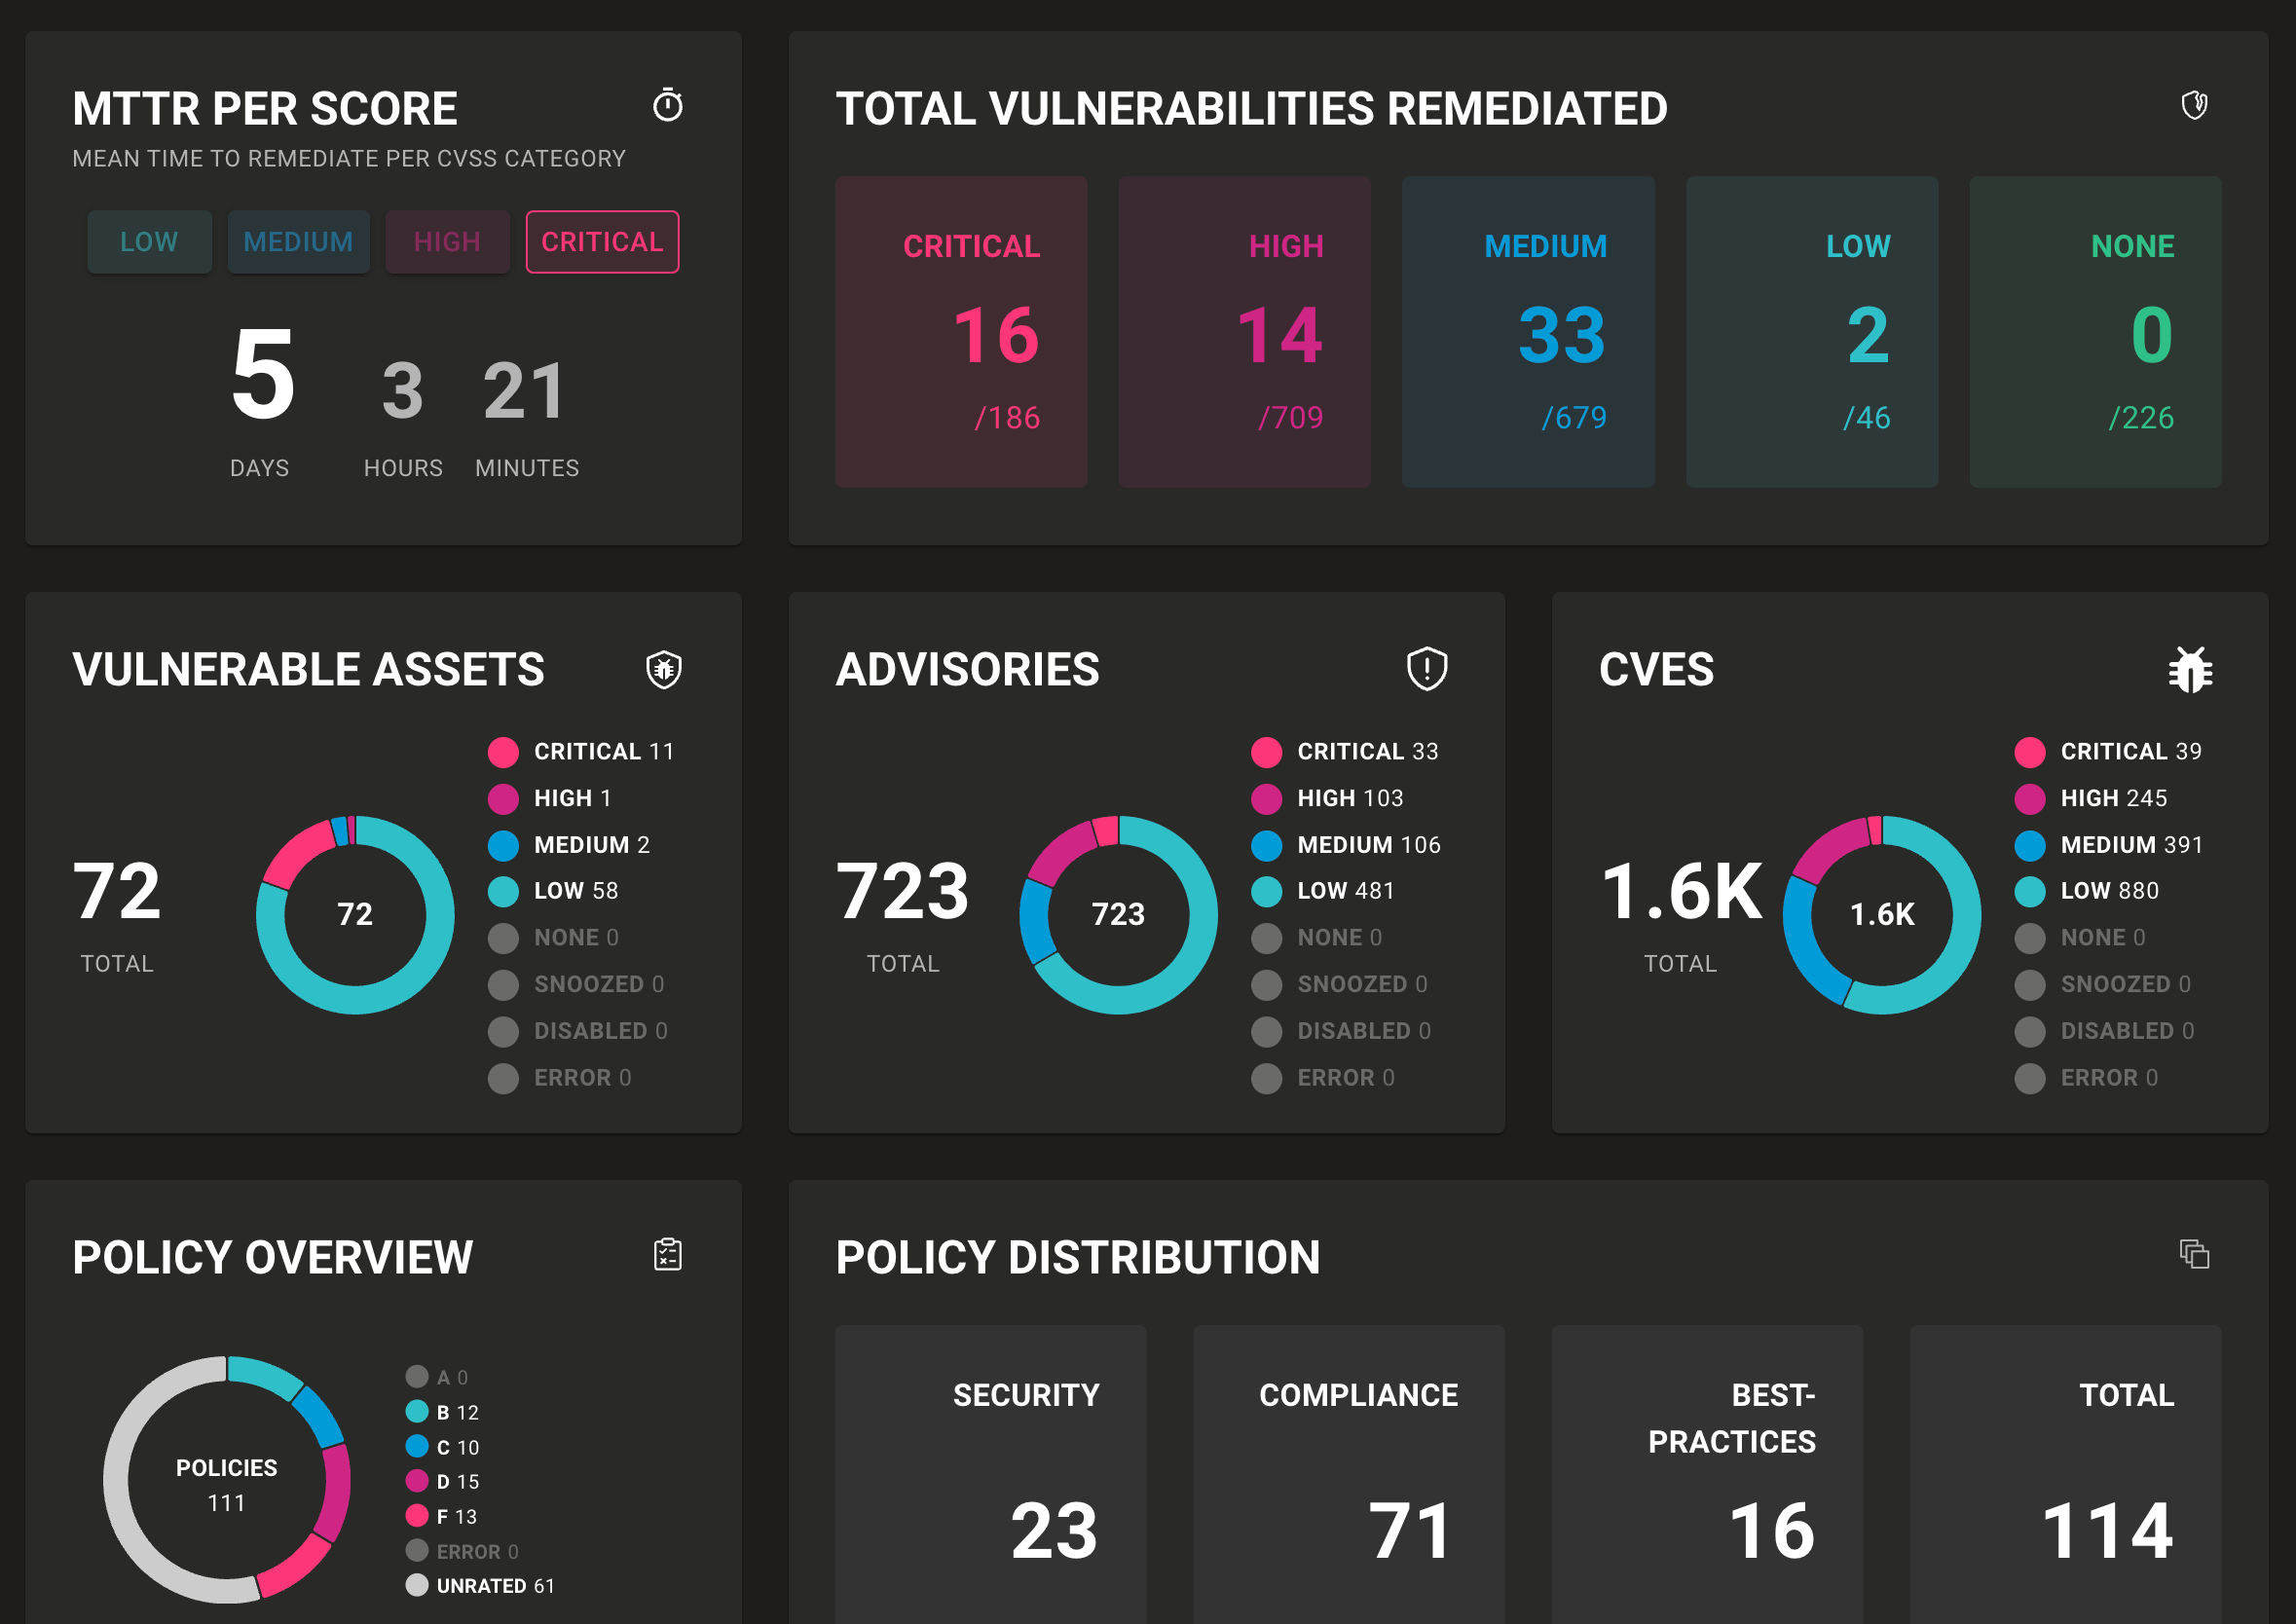 MTTR PER SCORE
MEAN TIME TO REMEDIATE PER CVSS CATEGORY
LOW MEDIUM HIGH CRITICAL
5 3 21
DAYS HOURS MINUTES
TOTAL VULNERABILITIES REMEDIATED
CRITICAL
16
/186
HIGH
14
/709
MEDIUM
33
/679
LOW
2
/46
NONE
0
/226
VULNERABLE ASSETS
72
TOTAL
72
CRITICAL 11
HIGH 1
MEDIUM 2
LOW 58
NONE 0
SNOOZED 0
DISABLED 0
ERROR 0
ADVISORIES
723
TOTAL
723
CRITICAL 33
HIGH 103
MEDIUM 106
LOW 481
NONE 0
SNOOZED 0
DISABLED 0
ERROR 0
CVES
1.6K
TOTAL
1.6K
CRITICAL 39
HIGH 245
MEDIUM 391
LOW 880
NONE 0
SNOOZED 0
DISABLED 0
ERROR 0
POLICY OVERVIEW
POLICIES
111
A 0
B 12
C 10
D 15
F 13
ERROR 0
UNRATED 61
POLICY DISTRIBUTION
SECURITY
23
COMPLIANCE
71
BEST-
PRACTICES
16
TOTAL
114